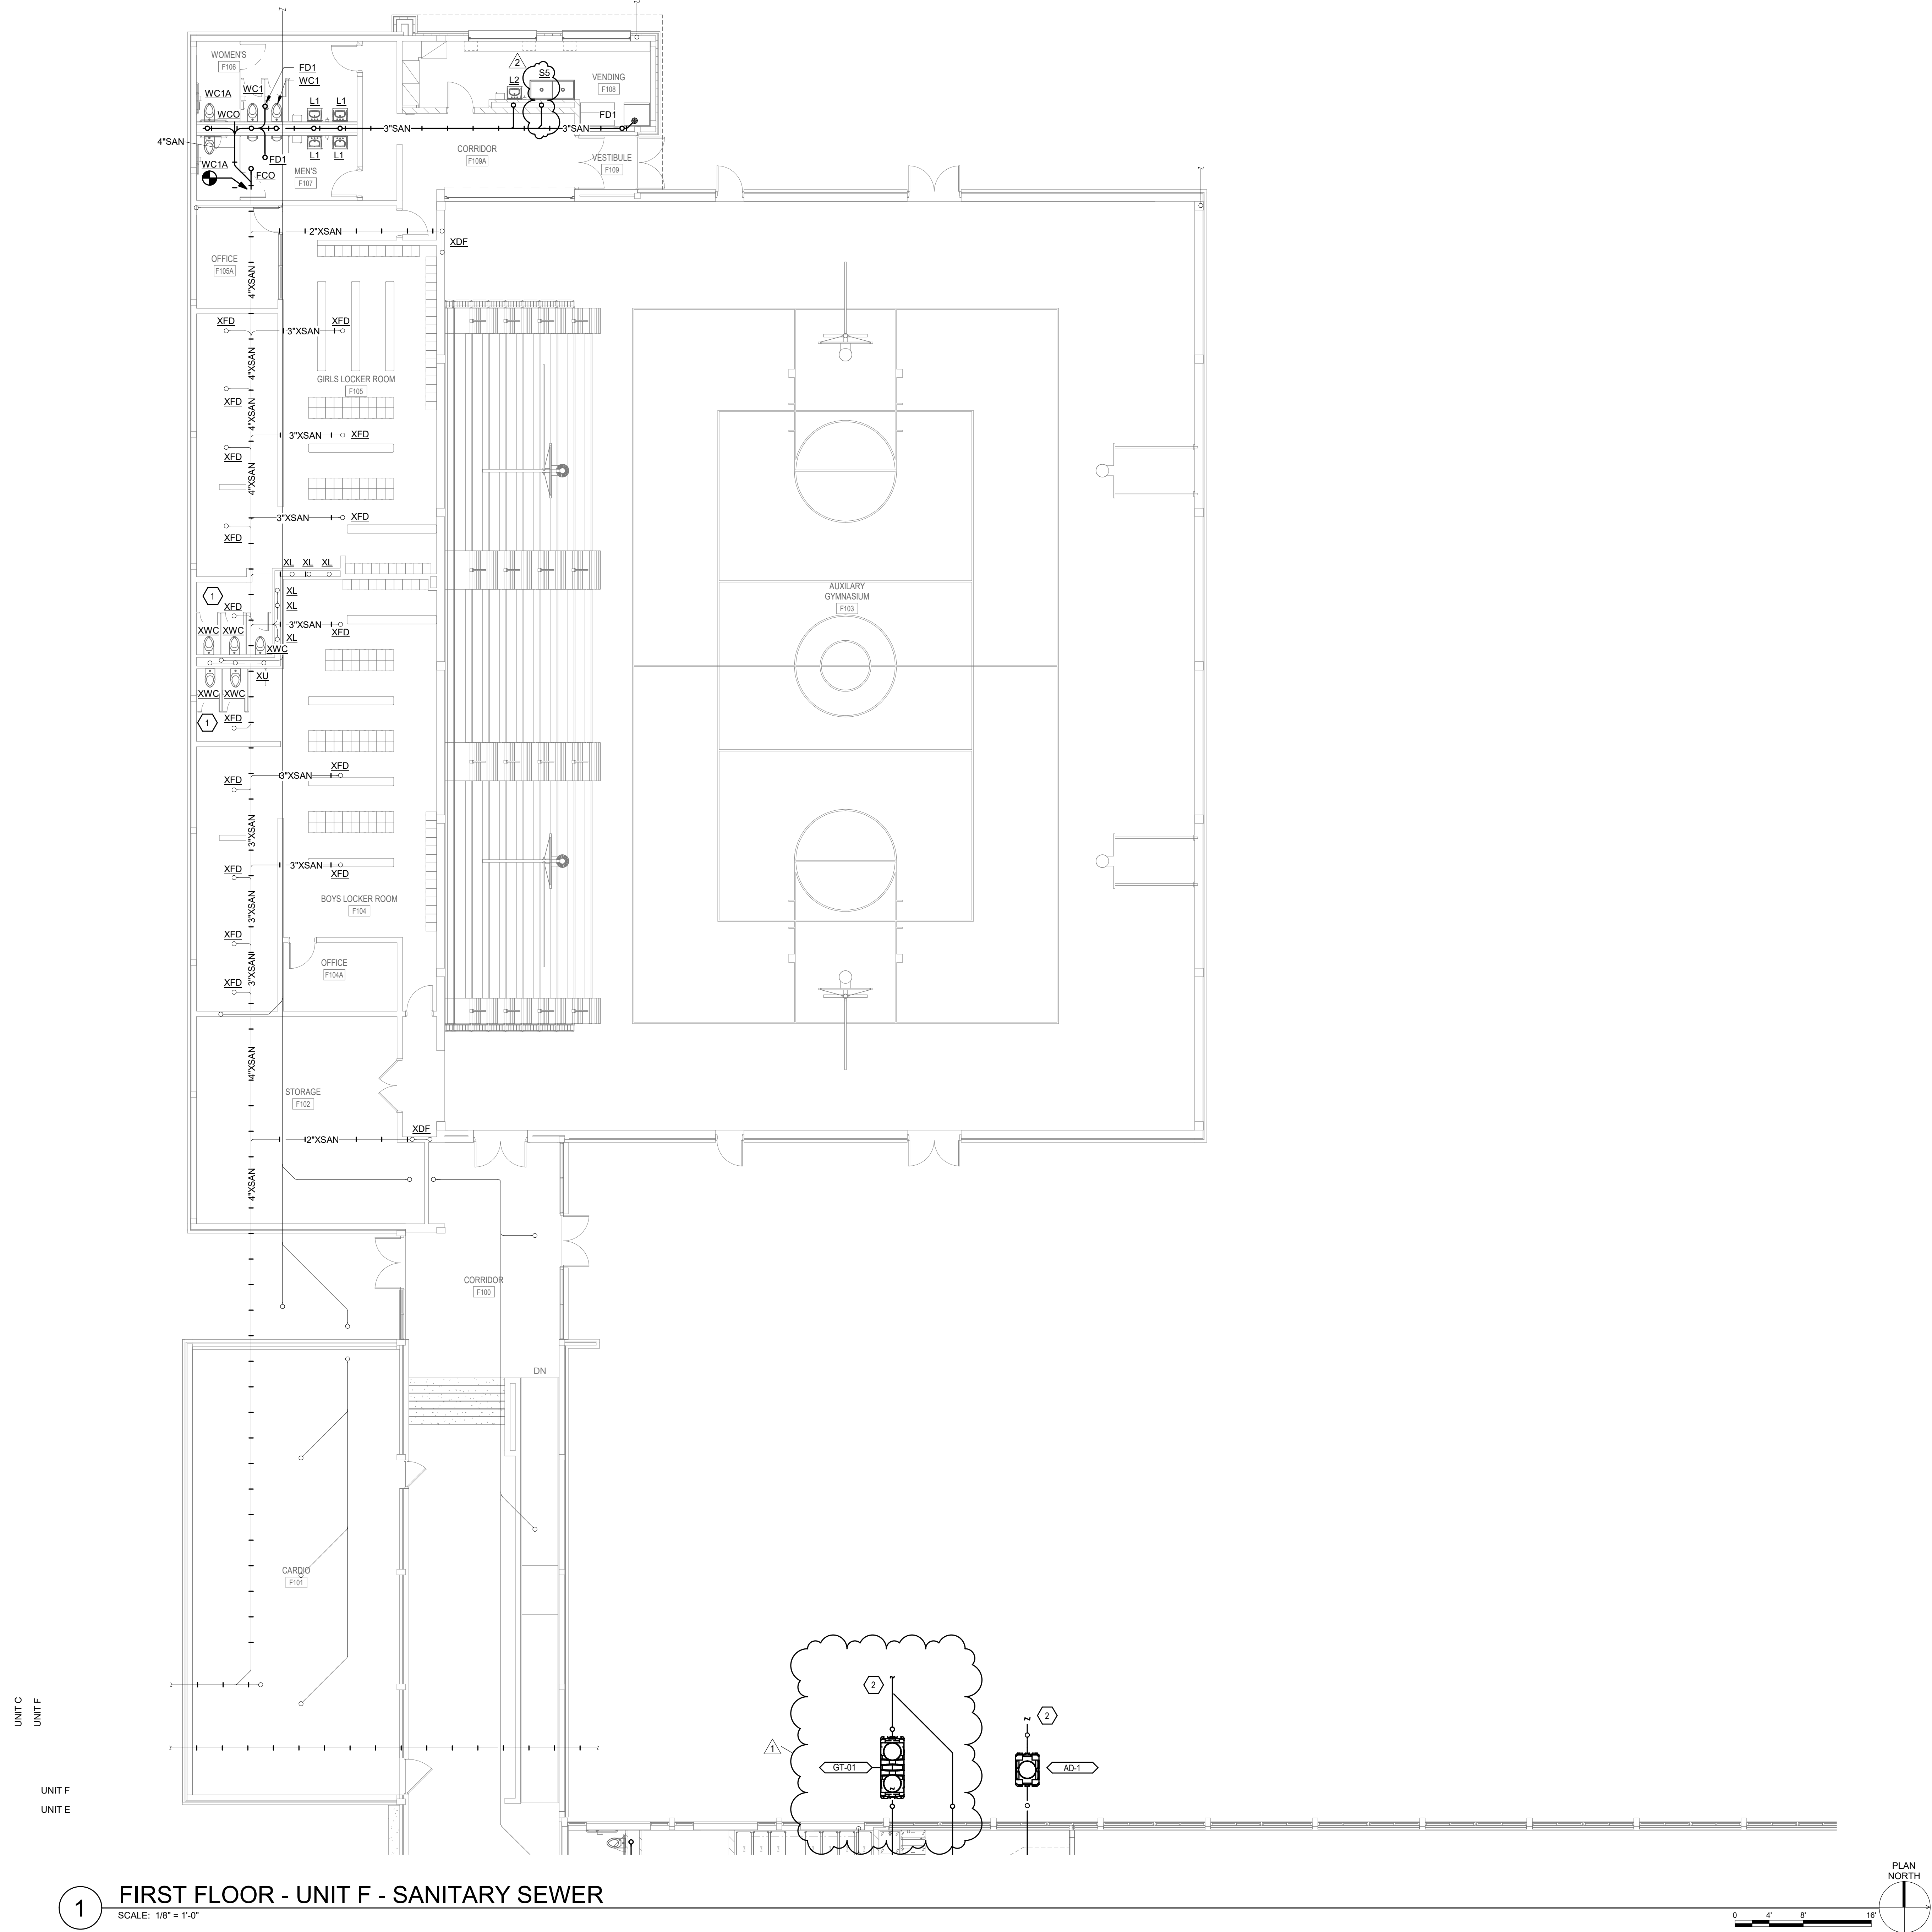 WOMEN'S
F106
FD1
WC1
WC1A
WC1
WCO
L1
L1
2
L2
S5
VENDING
F108
FD1
3"SAN
3"SAN
4"SAN
WC1A
FD1
L1
L1
FCO
MEN'S
F107
CORRIDOR
F109A
VESTIBULE
F109
2"XSAN
XDF
OFFICE
F105A
4"XSAN
XFD
3"XSAN
XFD
4"XSAN
GIRLS LOCKER ROOM
F105
XFD
4"XSAN
3"XSAN
XFD
XFD
4"XSAN
3"XSAN
XFD
XFD
XL
XL
XL
1
XL
XFD
XL
XWC
XWC
3"XSAN
XFD
XL
XWC
XU
XWC
XWC
XFD
1
AUXILARY
GYMNASIUM
F103
XFD
3"XSAN
XFD
3"XSAN
XFD
3"XSAN
XFD
3"XSAN
BOYS LOCKER ROOM
F104
XFD
OFFICE
F104A
3"XSAN
XFD
4"XSAN
STORAGE
F102
2"XSAN
XDF
4"XSAN
CORRIDOR
F100
DN
CARDIO
F101
UNIT C
UNIT F
UNIT F
UNIT E
2
1
GT-01
2
AD-1
1
FIRST FLOOR - UNIT F - SANITARY SEWER
SCALE: 1/8" = 1'-0"
PLAN
NORTH
0 4' 8' 16'